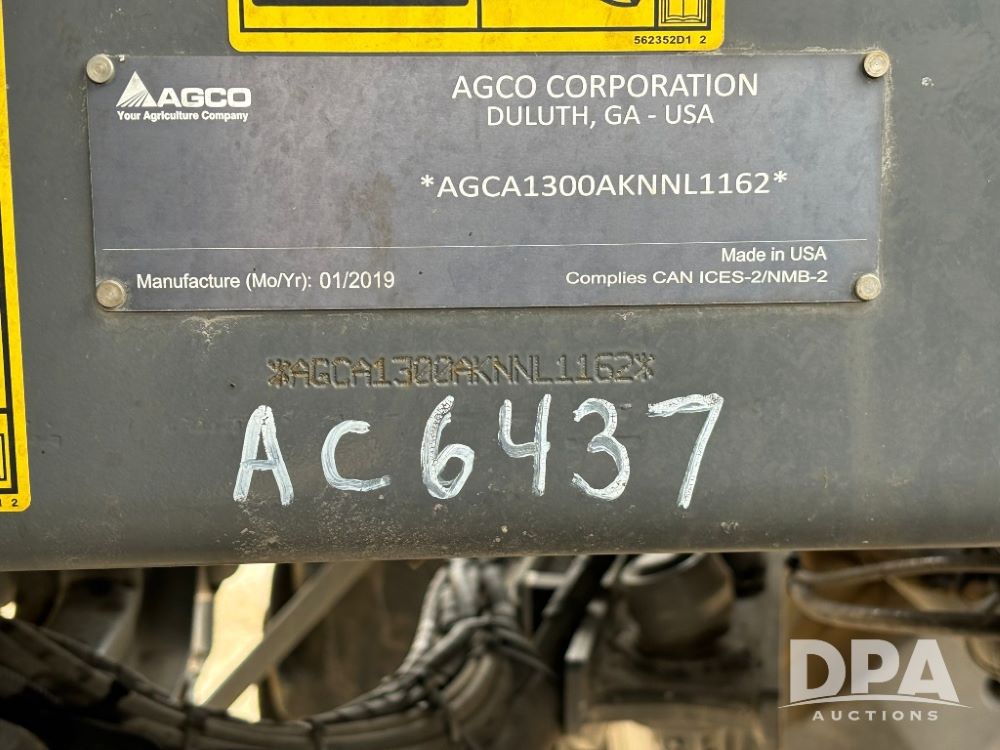 562352D1 2
AGCO
Your Agriculture Company
AGCO CORPORATION
DULUTH, GA - USA
*AGCA1300AKNNL1162*
Made in USA
Manufacture (Mo/Yr): 01/2019
Complies CAN ICES-2/NMB-2
*AGCA1300AKNNL1162*
AC6437
2
DPA
AUCTIONS